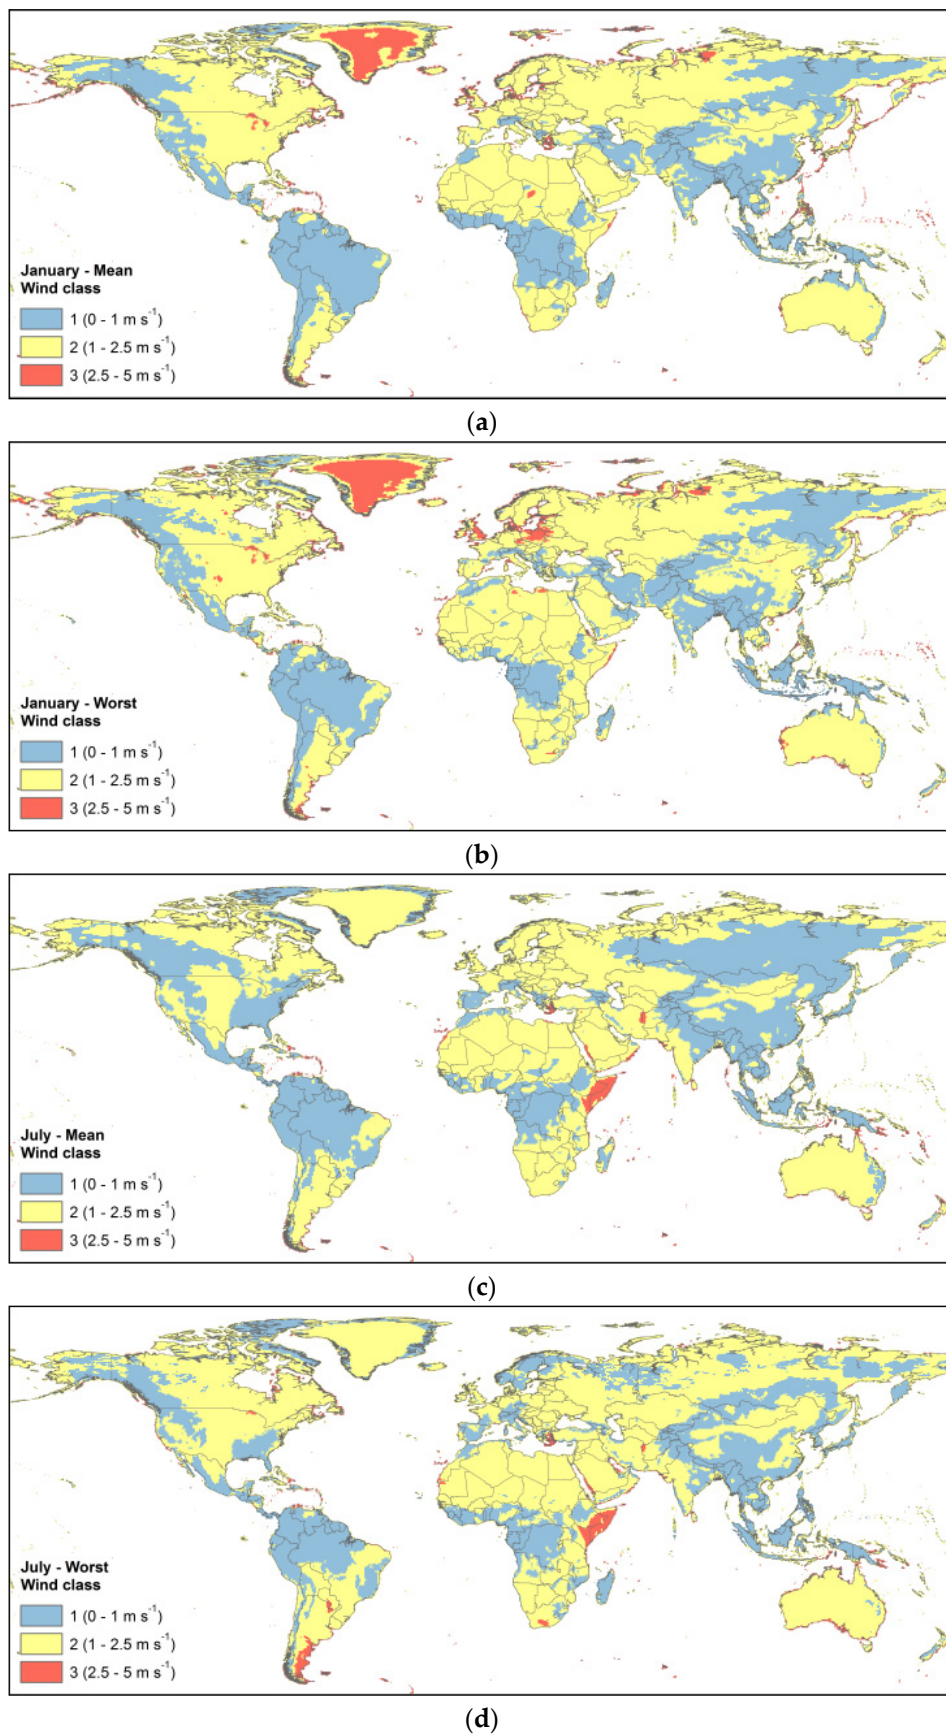 January - Mean
Wind class
1 (0 - 1 m s⁻¹)
2 (1 - 2.5 m s⁻¹)
3 (2.5 - 5 m s⁻¹)
(a)
January - Worst
Wind class
1 (0 - 1 m s⁻¹)
2 (1 - 2.5 m s⁻¹)
3 (2.5 - 5 m s⁻¹)
(b)
July - Mean
Wind class
1 (0 - 1 m s⁻¹)
2 (1 - 2.5 m s⁻¹)
3 (2.5 - 5 m s⁻¹)
(c)
July - Worst
Wind class
1 (0 - 1 m s⁻¹)
2 (1 - 2.5 m s⁻¹)
3 (2.5 - 5 m s⁻¹)
(d)